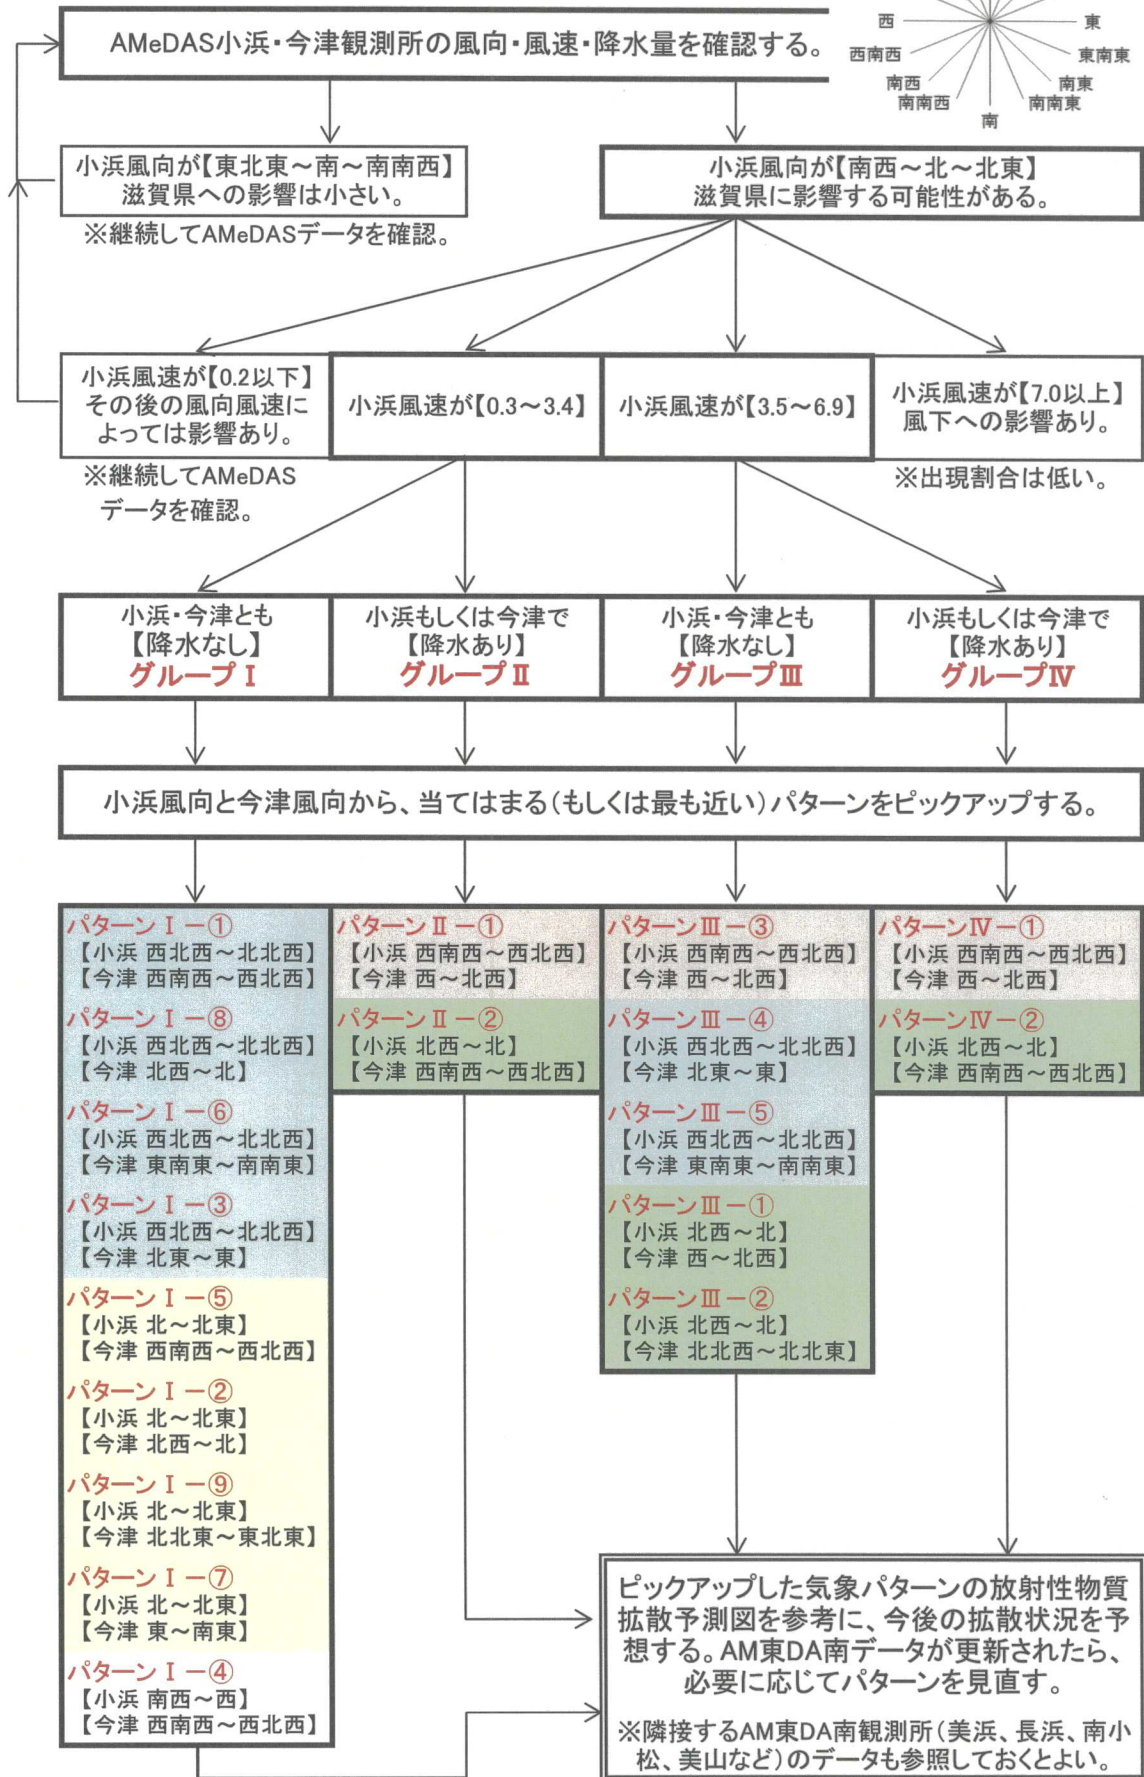 西
東
西南西
東南東
南西
南東
南南西
南南東
南
AMeDAS小浜・今津観測所の風向・風速・降水量を確認する。
小浜風向が【東北東～南～南南西】
滋賀県への影響は小さい。
※継続してAMeDASデータを確認。
小浜風向が【南西～北～北東】
滋賀県に影響する可能性がある。
小浜風速が【0.2以下】
その後の風向風速に
よっては影響あり。
※継続してAMeDAS
データを確認。
小浜風速が【0.3～3.4】
小浜風速が【3.5～6.9】
小浜風速が【7.0以上】
風下への影響あり。
※出現割合は低い。
小浜・今津とも
【降水なし】
グループⅠ
小浜もしくは今津で
【降水あり】
グループⅡ
小浜・今津とも
【降水なし】
グループⅢ
小浜もしくは今津で
【降水あり】
グループⅣ
小浜風向と今津風向から、当てはまる（もしくは最も近い）パターンをピックアップする。
パターンⅠ－①
【小浜 西北西～北北西】
【今津 西南西～西北西】
パターンⅠ－⑧
【小浜 西北西～北北西】
【今津 北西～北】
パターンⅠ－⑥
【小浜 西北西～北北西】
【今津 東南東～南南東】
パターンⅠ－③
【小浜 西北西～北北西】
【今津 北東～東】
パターンⅠ－⑤
【小浜 北～北東】
【今津 西南西～西北西】
パターンⅠ－②
【小浜 北～北東】
【今津 北西～北】
パターンⅠ－⑨
【小浜 北～北東】
【今津 北北東～東北東】
パターンⅠ－⑦
【小浜 北～北東】
【今津 東～南東】
パターンⅠ－④
【小浜 南西～西】
【今津 西南西～西北西】
パターンⅡ－①
【小浜 西南西～西北西】
【今津 西～北西】
パターンⅡ－②
【小浜 北西～北】
【今津 西南西～西北西】
パターンⅢ－③
【小浜 西南西～西北西】
【今津 西～北西】
パターンⅢ－④
【小浜 西北西～北北西】
【今津 北東～東】
パターンⅢ－⑤
【小浜 西北西～北北西】
【今津 東南東～南南東】
パターンⅢ－①
【小浜 北西～北】
【今津 西～北西】
パターンⅢ－②
【小浜 北西～北】
【今津 北北西～北北東】
パターンⅣ－①
【小浜 西南西～西北西】
【今津 西～北西】
パターンⅣ－②
【小浜 北西～北】
【今津 西南西～西北西】
ピックアップした気象パターンの放射性物質
拡散予測図を参考に、今後の拡散状況を予
想する。AM東DA南データが更新されたら、
必要に応じてパターンを見直す。
※隣接するAM東DA南観測所（美浜、長浜、南小
松、美山など）のデータも参照しておくとよい。